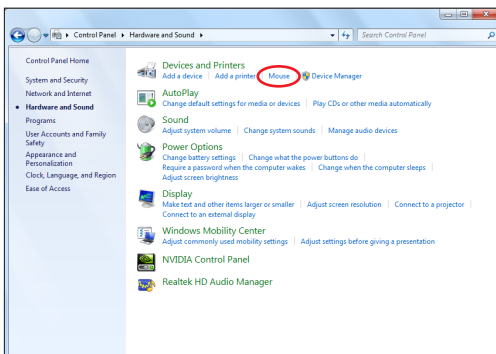 Control Panel ▸ Hardware and Sound ▸
Search Control Panel
Control Panel Home
System and Security
Network and Internet
Hardware and Sound
Programs
User Accounts and Family
Safety
Appearance and
Personalization
Clock, Language, and Region
Ease of Access
Devices and Printers
Add a device | Add a printer | Mouse | Device Manager
AutoPlay
Change default settings for media or devices | Play CDs or other media automatically
Sound
Adjust system volume | Change system sounds | Manage audio devices
Power Options
Change battery settings | Change what the power buttons do |
Require a password when the computer wakes | Change when the computer sleeps |
Adjust screen brightness
Display
Make text and other items larger or smaller | Adjust screen resolution | Connect to a projector |
Connect to an external display
Windows Mobility Center
Adjust commonly used mobility settings | Adjust settings before giving a presentation
NVIDIA Control Panel
Realtek HD Audio Manager